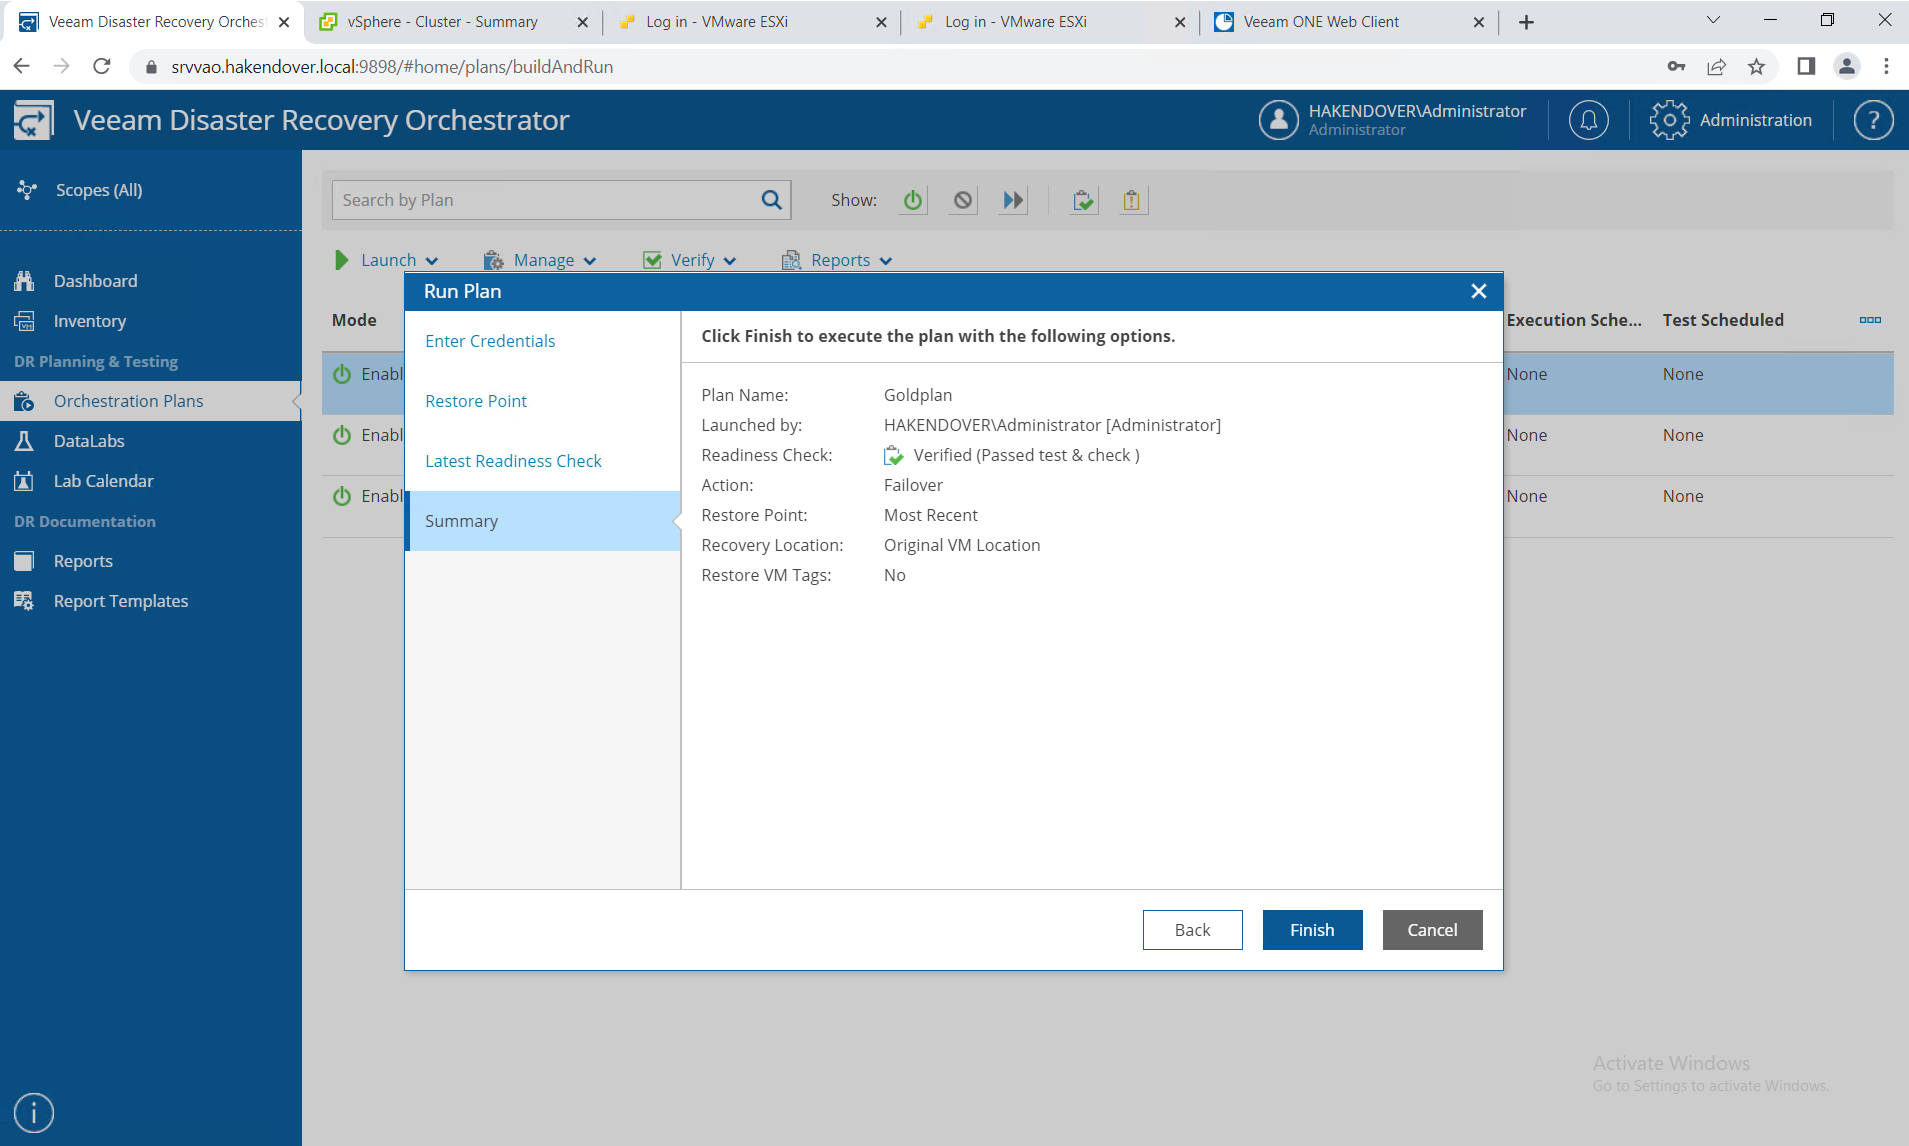 Veeam Disaster Recovery Orchest
vSphere - Cluster - Summary
Log in - VMware ESXi
Log in - VMware ESXi
Veeam ONE Web Client
srvvao.hakendover.local:9898/#home/plans/buildAndRun
Veeam Disaster Recovery Orchestrator
HAKENDOVER\Administrator
Administrator
Administration
?
Scopes (All)
Search by Plan
Show:
Launch
Manage
Verify
Reports
Dashboard
Inventory
DR Planning & Testing
Orchestration Plans
DataLabs
Lab Calendar
DR Documentation
Reports
Report Templates
Mode
Execution Sche...
Test Scheduled
Enabl
None
None
Enabl
None
None
Enabl
None
None
Run Plan
Enter Credentials
Restore Point
Latest Readiness Check
Summary
Click Finish to execute the plan with the following options.
Plan Name: Goldplan
Launched by: HAKENDOVER\Administrator [Administrator]
Readiness Check: Verified (Passed test & check )
Action: Failover
Restore Point: Most Recent
Recovery Location: Original VM Location
Restore VM Tags: No
Back
Finish
Cancel
Activate Windows
Go to Settings to activate Windows.